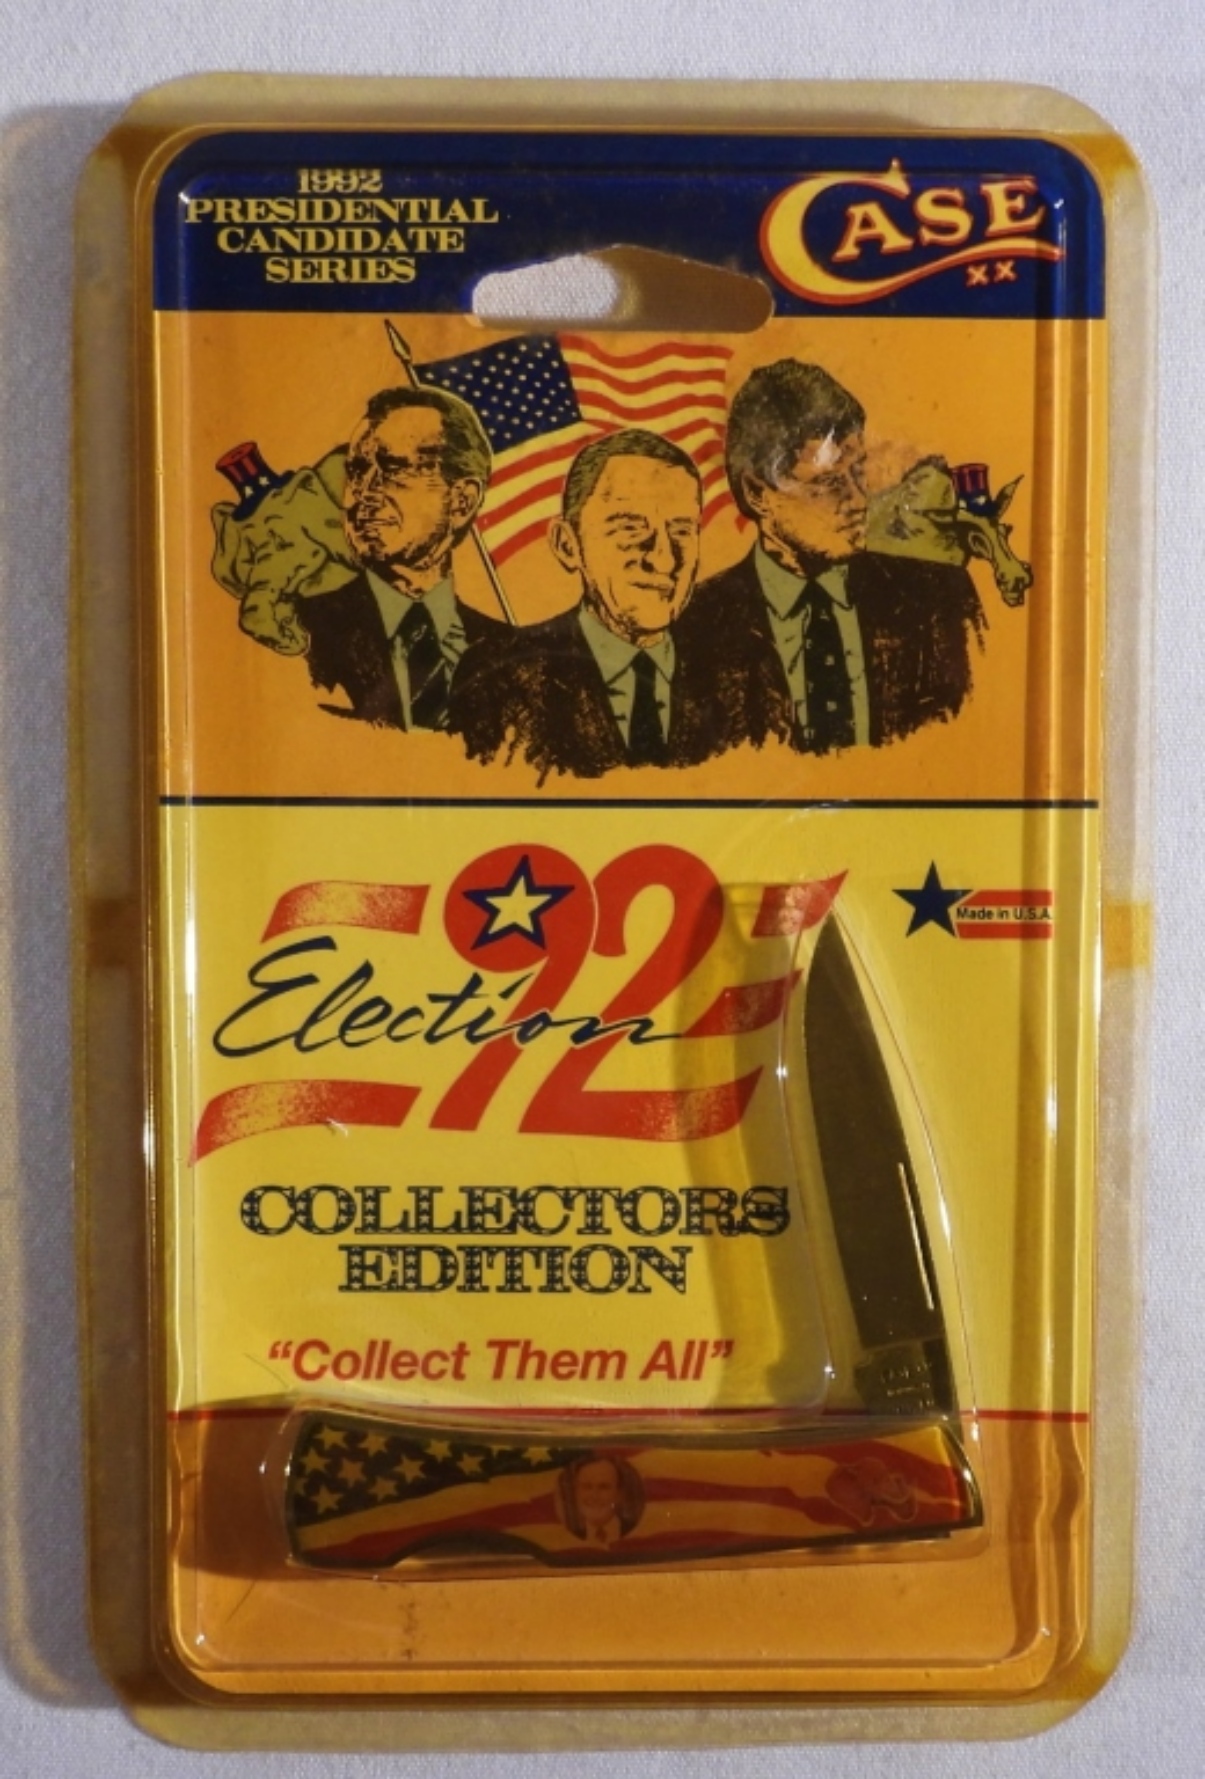 1992
PRESIDENTIAL
CANDIDATE
SERIES
CASE
XX
92
Election
Made in U.S.A.
COLLECTORS
EDITION
“Collect Them All”